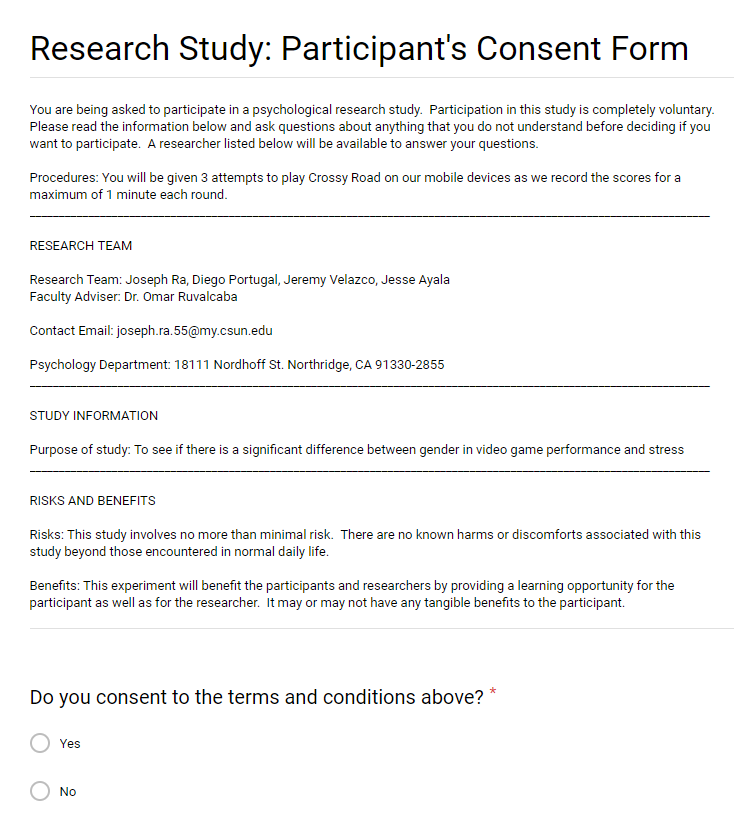 Research Study: Participant's Consent Form
You are being asked to participate in a psychological research study.  Participation in this study is completely voluntary.
Please read the information below and ask questions about anything that you do not understand before deciding if you
want to participate.  A researcher listed below will be available to answer your questions.
Procedures: You will be given 3 attempts to play Crossy Road on our mobile devices as we record the scores for a
maximum of 1 minute each round.
RESEARCH TEAM
Research Team: Joseph Ra, Diego Portugal, Jeremy Velazco, Jesse Ayala
Faculty Adviser: Dr. Omar Ruvalcaba
Contact Email: joseph.ra.55@my.csun.edu
Psychology Department: 18111 Nordhoff St. Northridge, CA 91330-2855
STUDY INFORMATION
Purpose of study: To see if there is a significant difference between gender in video game performance and stress
RISKS AND BENEFITS
Risks: This study involves no more than minimal risk.  There are no known harms or discomforts associated with this
study beyond those encountered in normal daily life.
Benefits: This experiment will benefit the participants and researchers by providing a learning opportunity for the
participant as well as for the researcher.  It may or may not have any tangible benefits to the participant.
Do you consent to the terms and conditions above? *
Yes
No